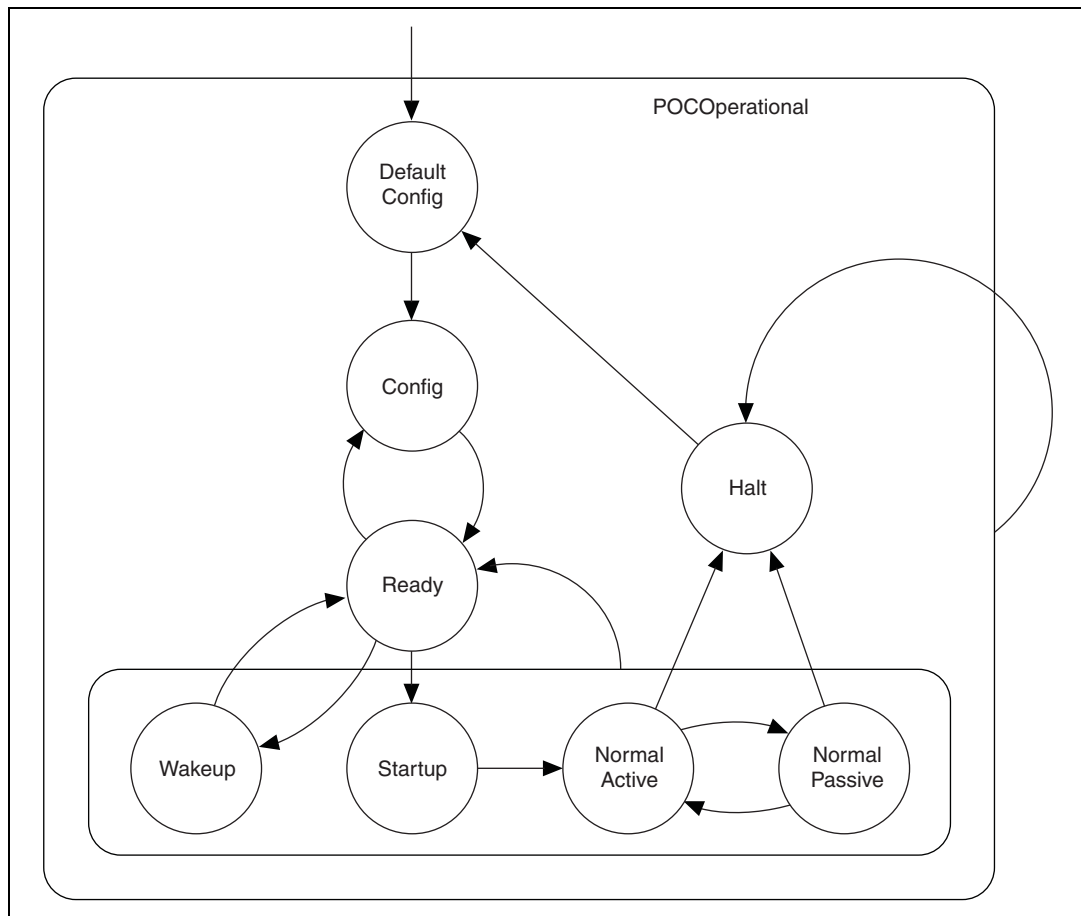 POCOperational
Default
Config
Config
Halt
Ready
Wakeup
Startup
Normal
Active
Normal
Passive